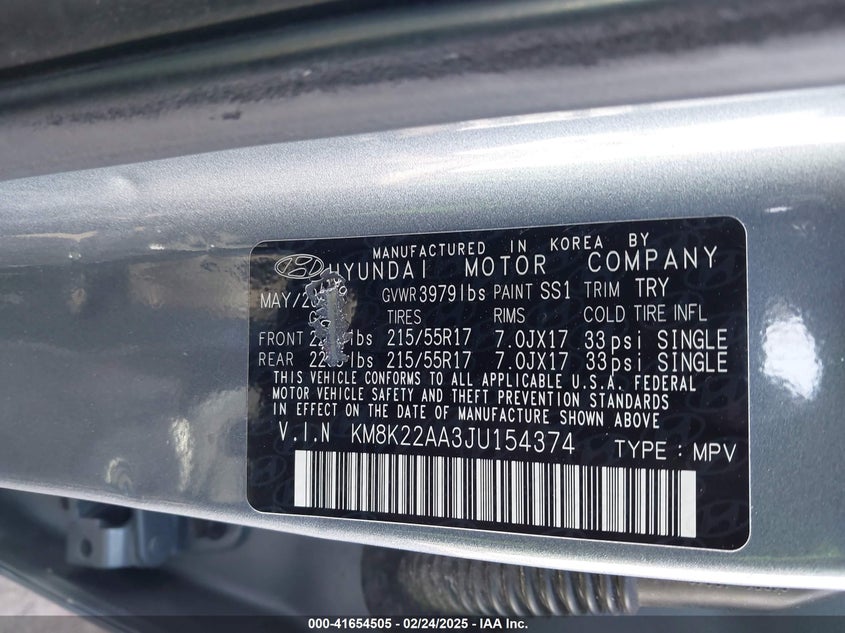 MANUFACTURED IN KOREA BY
HYUNDAI MOTOR COMPANY
GVWR 3979lbs PAINT SS1 TRIM TRY
TIRES RIMS COLD TIRE INFL
FRONT lbs 215/55R17 7.0JX17 33psi SINGLE
REAR lbs 215/55R17 7.0JX17 33psi SINGLE
THIS VEHICLE CONFORMS TO ALL APPLICABLE U.S.A. FEDERAL
MOTOR VEHICLE SAFETY AND THEFT PREVENTION STANDARDS
IN EFFECT ON THE DATE OF MANUFACTURE SHOWN ABOVE
V.I.N KM8K22AA3JU154374 TYPE : MPV
000-41654505 - 02/24/2025 - IAA Inc.